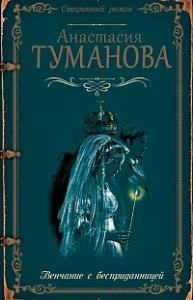 Старинный роман
Анастасия
ТУМАНОВА
Венчание с бесприданницей